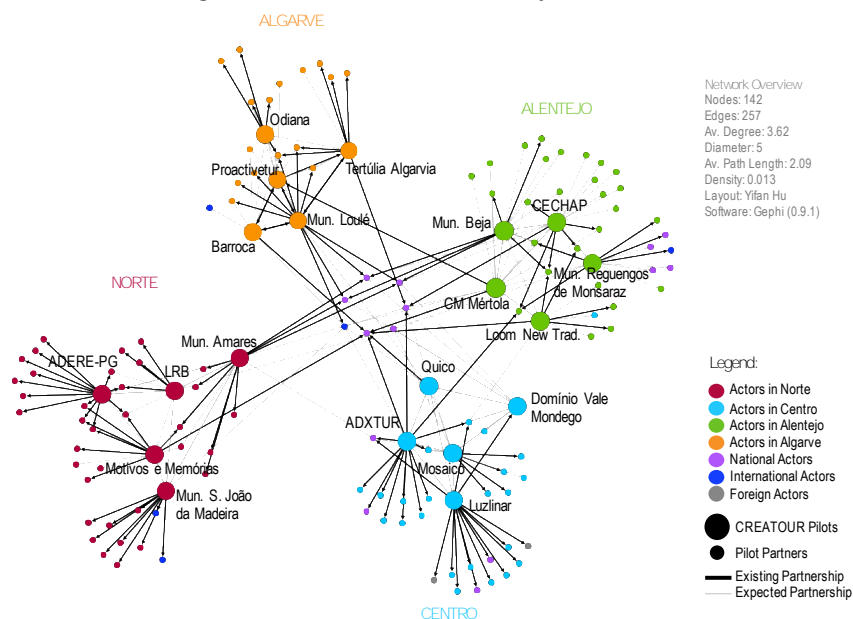 ALGARVE
Network Overview
Nodes: 142
Edges: 257
Av. Degree: 3.62
Diameter: 5
Av. Path Length: 2.09
Density: 0.013
Layout: Yifan Hu
Software: Gephi (0.9.1)
ALENTEJO
Odiana
Proactivetur
Tertúlia Algarvia
Mun. Loulé
Barroca
CECHAP
Mun. Beja
Mun. Reguengos
de Monsaraz
CM Mértola
Loom New Trad.
NORTE
Mun. Amares
ADERE-PG
LRB
Motivos e Memórias
Mun. S. João
da Madeira
Quico
Domínio Vale
Mondego
ADXTUR
Mosaico
Luzlinar
CENTRO
Legend:
Actors in Norte
Actors in Centro
Actors in Alentejo
Actors in Algarve
National Actors
International Actors
Foreign Actors
CREATOUR Pilots
Pilot Partners
Existing Partnership
Expected Partnership